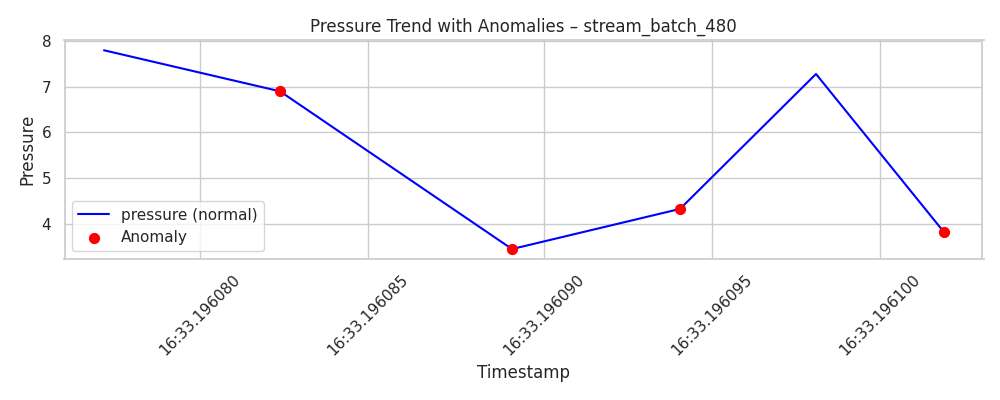 Pressure Trend with Anomalies – stream_batch_480
Pressure
8
7
6
5
4
pressure (normal)
Anomaly
16:33.196080
16:33.196085
16:33.196090
16:33.196095
16:33.196100
Timestamp